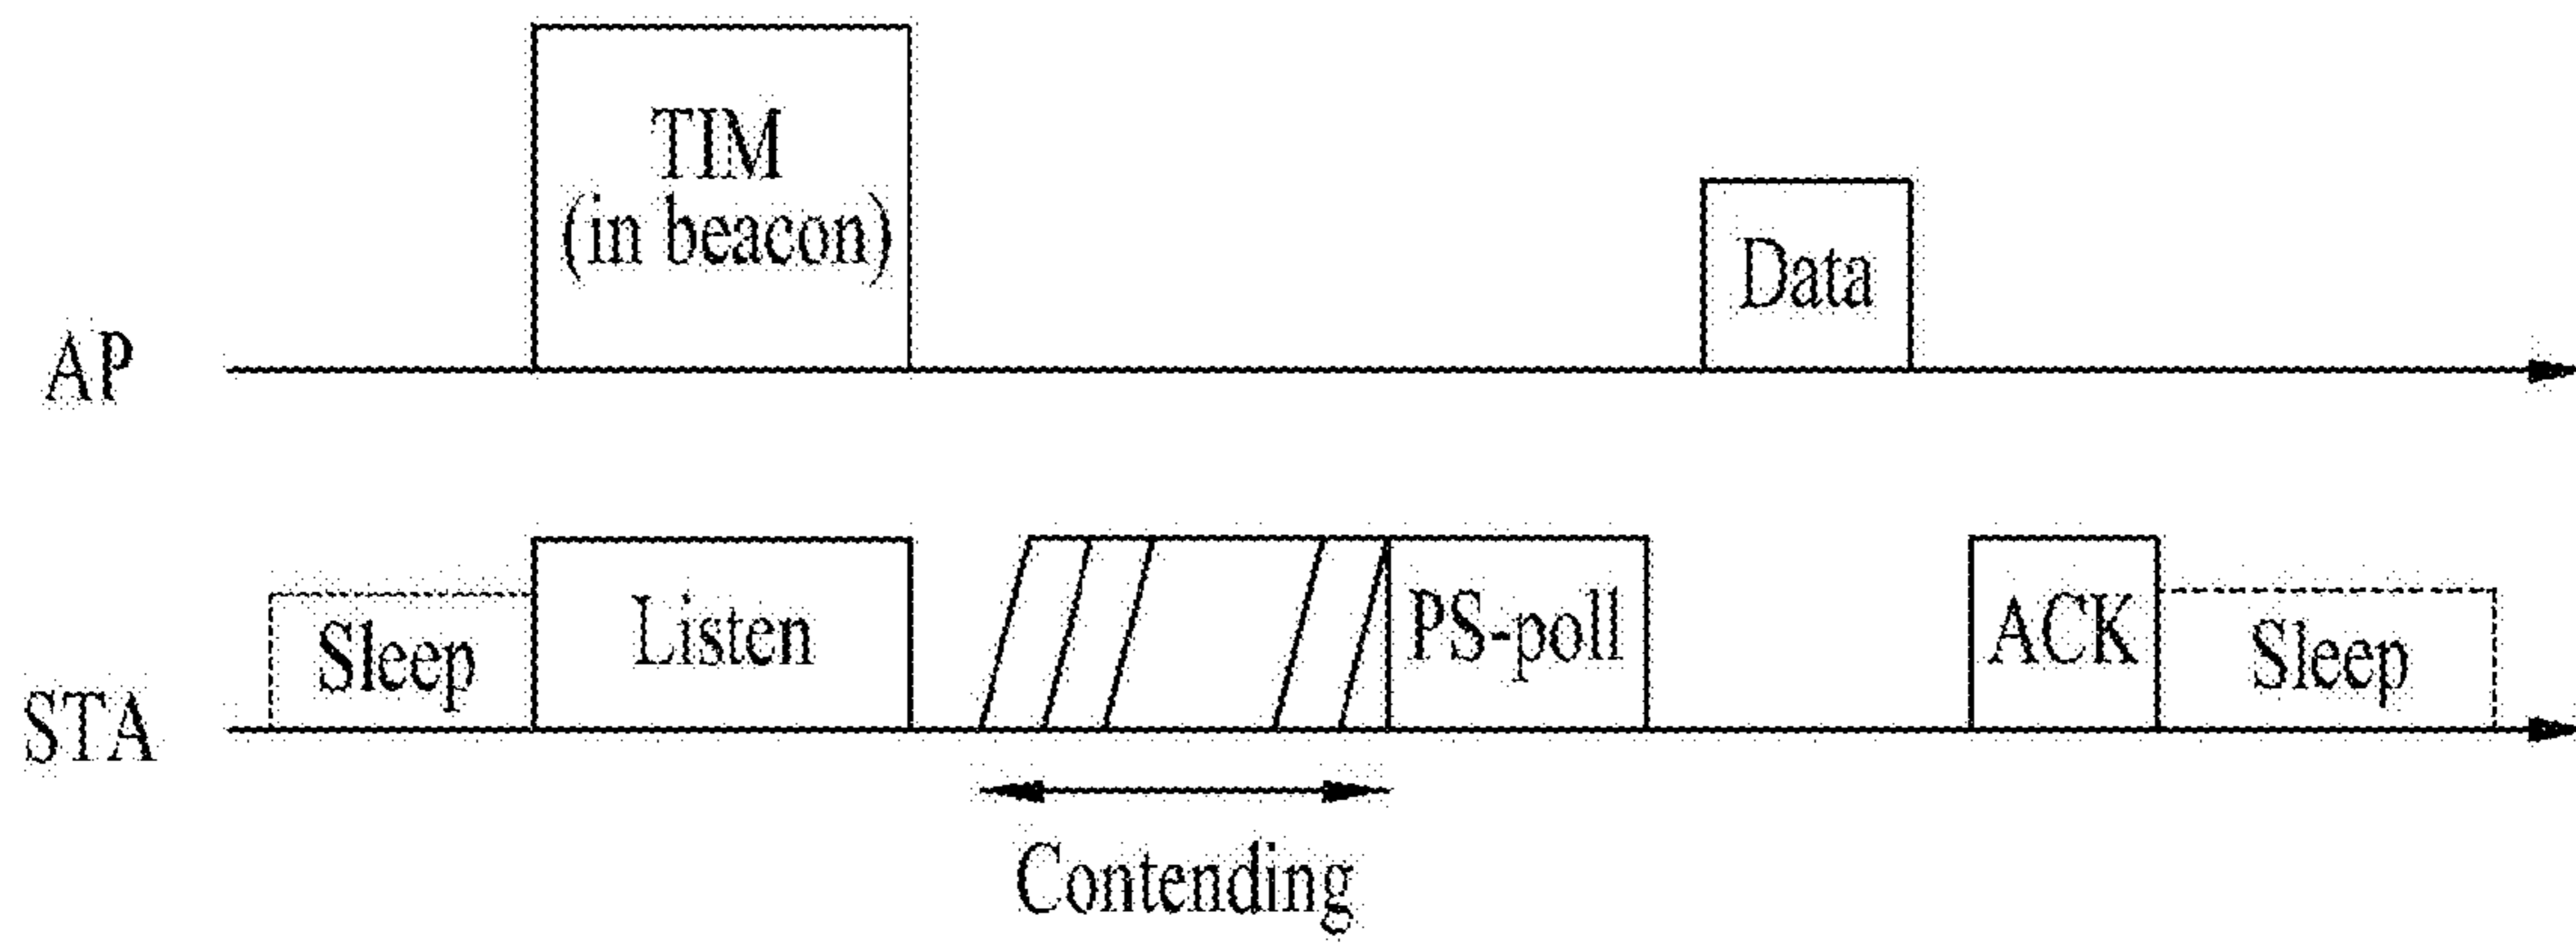 TIM
(in beacon)
Data
AP
Sleep
Listen
PS-poll
ACK
Sleep
STA
Contending